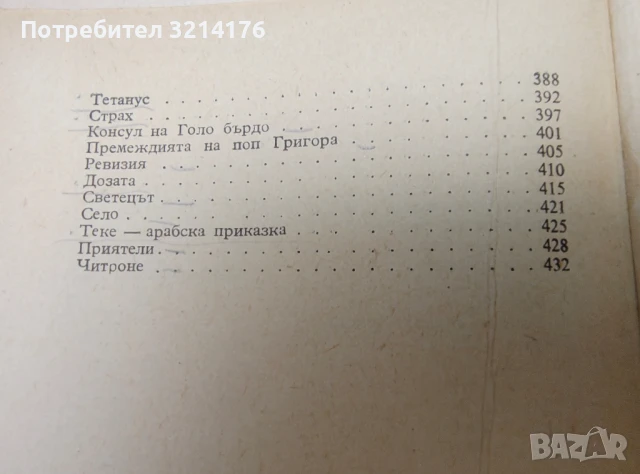 Потребител 3214176
Тетанус . . . . . . . . . . . . . . . . . 388
Страх . . . . . . . . . . . . . . . . . 392
Консул на Голо бърдо . . . . . . . . . . . . 397
Премеждията на поп Григора . . . . . . . . . . 401
Ревизия . . . . . . . . . . . . . . . . . 405
Дозата . . . . . . . . . . . . . . . . . 410
Светецът . . . . . . . . . . . . . . . . . 415
Село . . . . . . . . . . . . . . . . . 421
Теке — арабска приказка . . . . . . . . . . . . 425
Приятели . . . . . . . . . . . . . . . . . 428
Читроне . . . . . . . . . . . . . . . . . 432
BAZAR